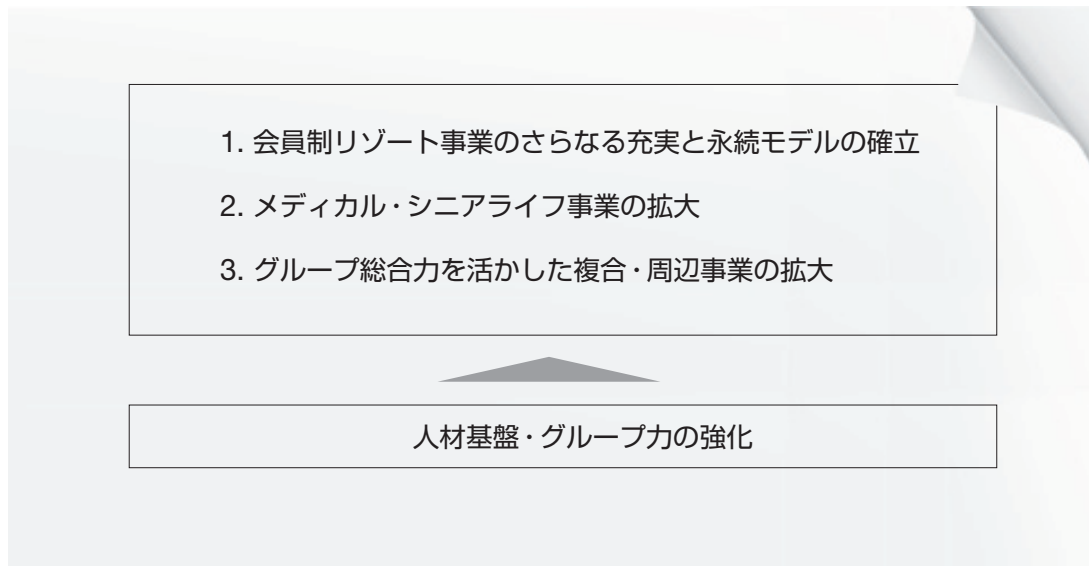 1. 会員制リゾート事業のさらなる充実と永続モデルの確立
2. メディカル・シニアライフ事業の拡大
3. グループ総合力を活かした複合・周辺事業の拡大
人材基盤・グループ力の強化